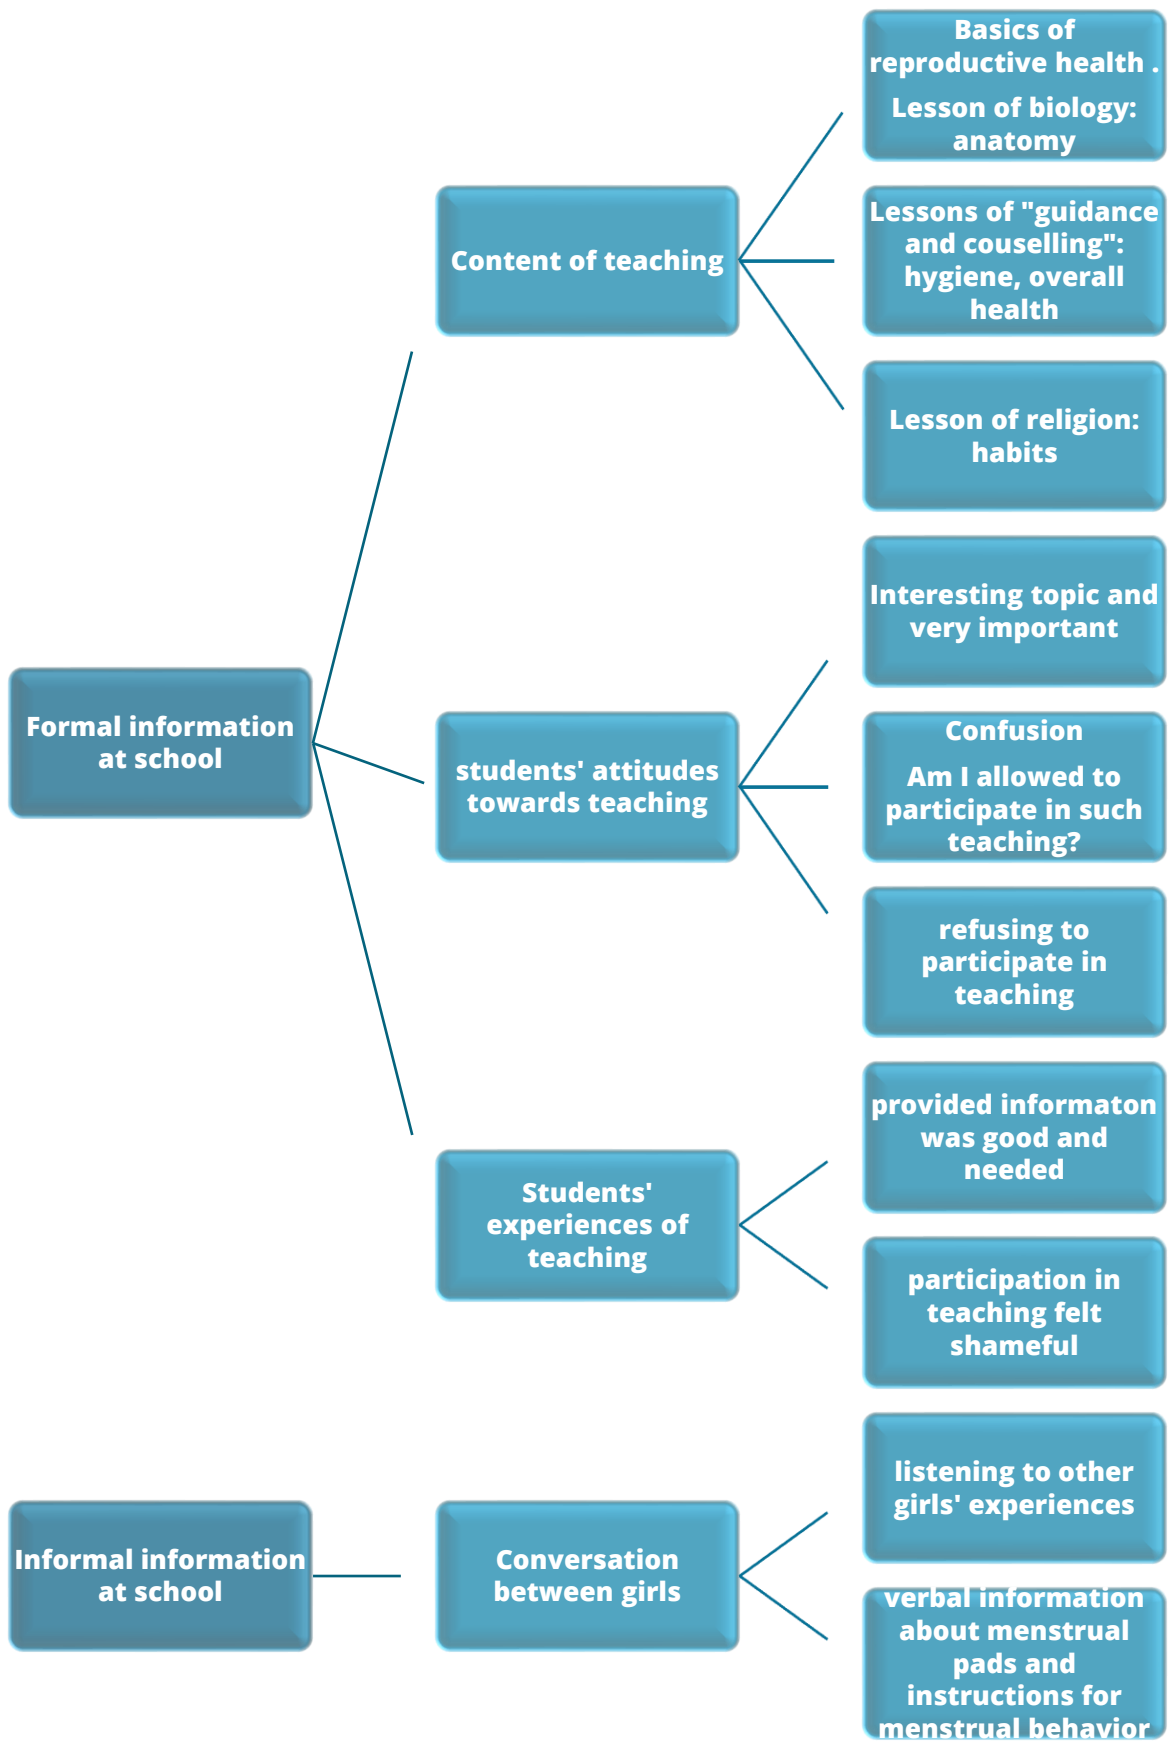 Formal information
at school
Content of teaching
Basics of
reproductive health .
Lesson of biology:
anatomy
Lessons of "guidance
and couselling":
hygiene, overall
health
Lesson of religion:
habits
students' attitudes
towards teaching
Interesting topic and
very important
Confusion
Am I allowed to
participate in such
teaching?
refusing to
participate in
teaching
Students'
experiences of
teaching
provided informaton
was good and
needed
participation in
teaching felt
shameful
Informal information
at school
Conversation
between girls
listening to other
girls' experiences
verbal information
about menstrual
pads and
instructions for
menstrual behavior